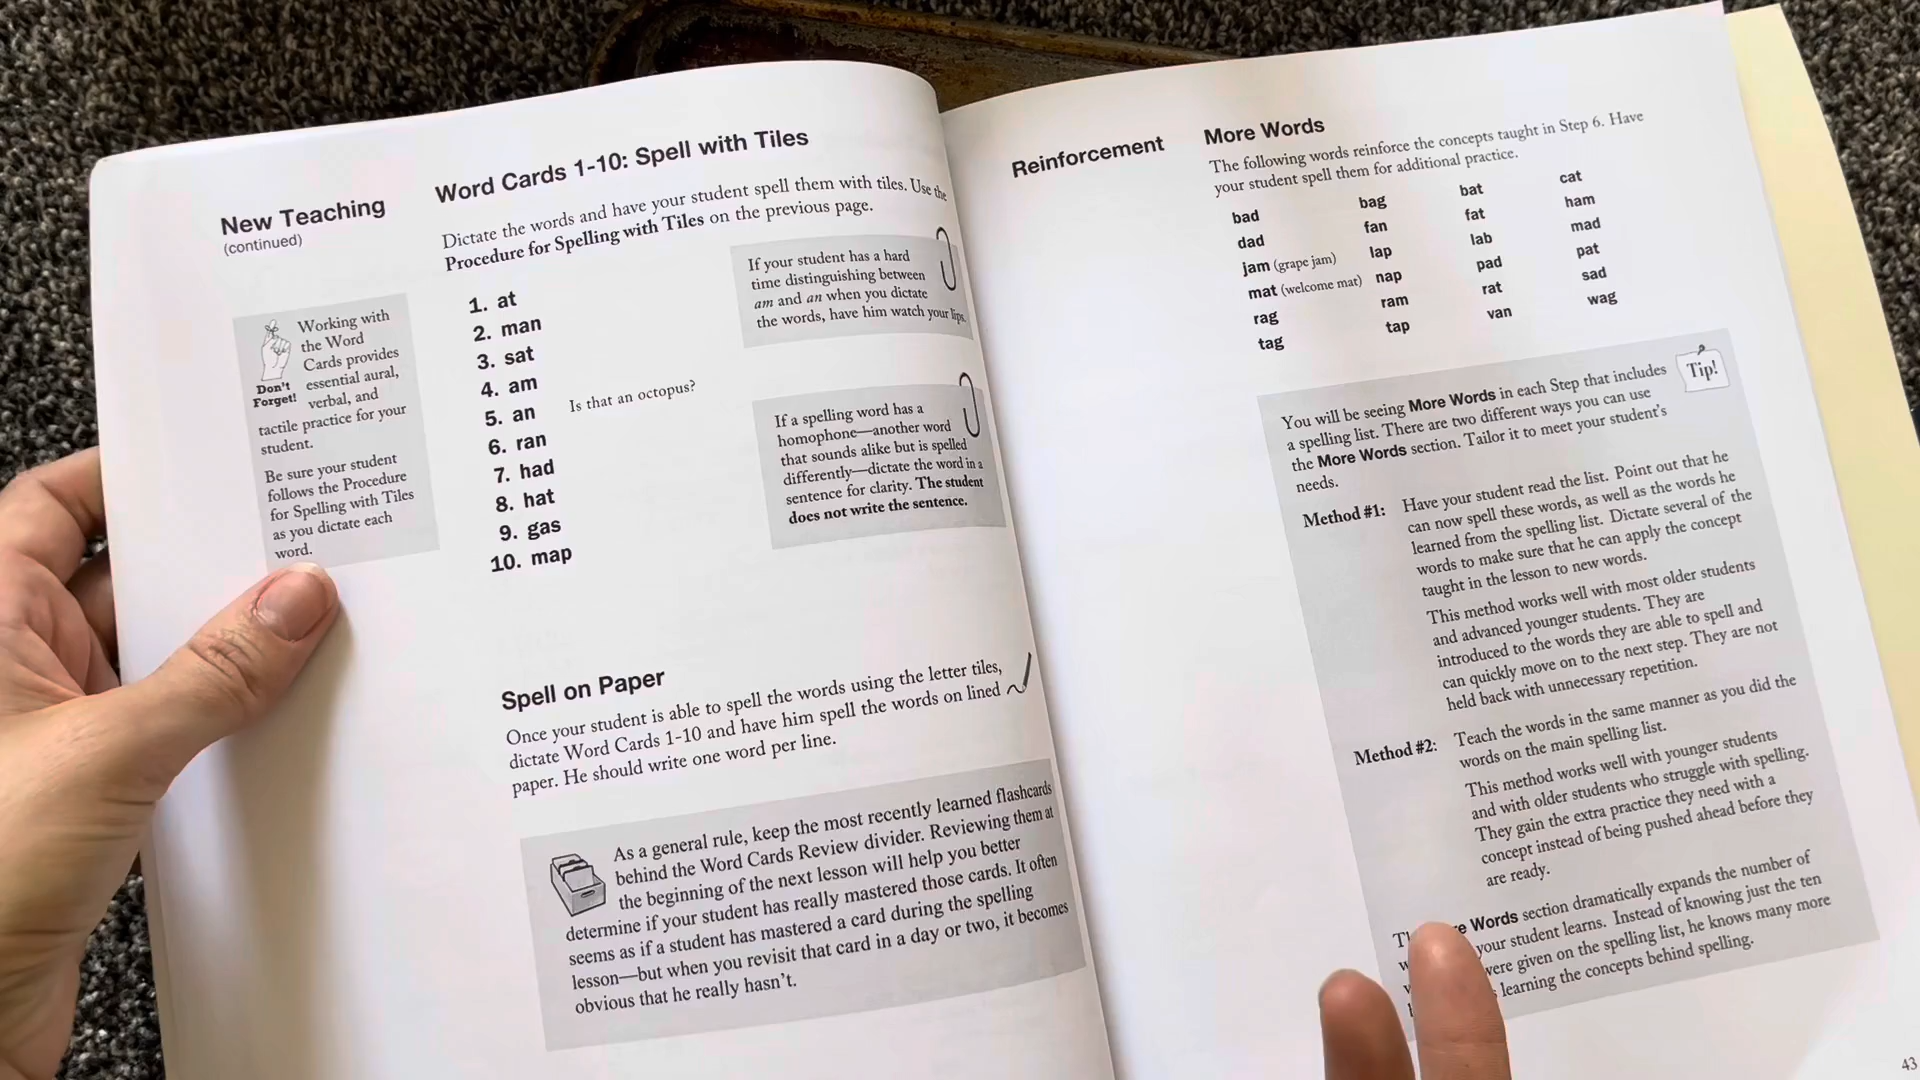 New Teaching
(continued)
Don't
Forget!
Working with
the Word
Cards provides
essential aural,
verbal, and
tactile practice for your
student.
Be sure your student
follows the Procedure
for Spelling with Tiles
as you dictate each
word.
Word Cards 1-10: Spell with Tiles
Dictate the words and have your student spell them with tiles. Use the
Procedure for Spelling with Tiles on the previous page.
1. at
2. man
3. sat
4. am
5. an
Is that an octopus?
6. ran
7. had
8. hat
9. gas
10. map
If your student has a hard
time distinguishing between
am and an when you dictate
the words, have him watch your lips.
If a spelling word has a
homophone—another word
that sounds alike but is spelled
differently—dictate the word in a
sentence for clarity. The student
does not write the sentence.
Spell on Paper
Once your student is able to spell the words using the letter tiles,
dictate Word Cards 1-10 and have him spell the words on lined
paper. He should write one word per line.
As a general rule, keep the most recently learned flashcards
behind the Word Cards Review divider. Reviewing them at
the beginning of the next lesson will help you better
determine if your student has really mastered those cards. It often
seems as if a student has mastered a card during the spelling
lesson—but when you revisit that card in a day or two, it becomes
obvious that he really hasn't.
Reinforcement
More Words
The following words reinforce the concepts taught in Step 6. Have
your student spell them for additional practice.
bad bag bat cat
dad fan fat ham
jam (grape jam) lap lab mad
mat (welcome mat) nap pad pat
rag ram rat sad
tag tap van wag
Tip!
You will be seeing More Words in each Step that includes
a spelling list. There are two different ways you can use
the More Words section. Tailor it to meet your student's
needs.
Method #1: Have your student read the list. Point out that he
can now spell these words, as well as the words he
learned from the spelling list. Dictate several of the
words to make sure that he can apply the concept
taught in the lesson to new words.
This method works well with most older students
and advanced younger students. They are
introduced to the words they are able to spell and
can quickly move on to the next step. They are not
held back with unnecessary repetition.
Method #2: Teach the words in the same manner as you did the
words on the main spelling list.
This method works well with younger students
and with older students who struggle with spelling.
They gain the extra practice they need with a
concept instead of being pushed ahead before they
are ready.
Words section dramatically expands the number of
your student learns. Instead of knowing just the ten
were given on the spelling list, he knows many more
learning the concepts behind spelling.
43